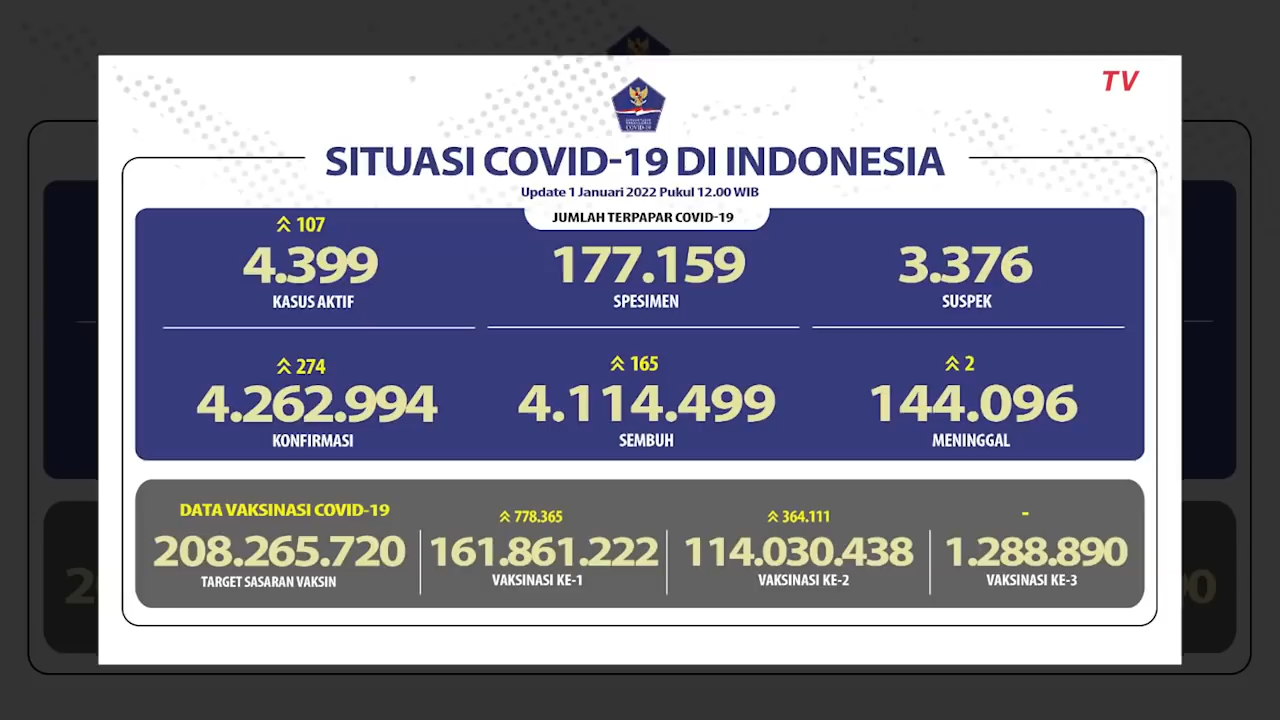 TV
COVID-19
SITUASI COVID-19 DI INDONESIA
Update 1 Januari 2022 Pukul 12.00 WIB
JUMLAH TERPAPAR COVID-19
107
4.399
KASUS AKTIF
177.159
SPESIMEN
3.376
SUSPEK
274
4.262.994
KONFIRMASI
165
4.114.499
SEMBUH
2
144.096
MENINGGAL
DATA VAKSINASI COVID-19
208.265.720
TARGET SASARAN VAKSIN
778.365
161.861.222
VAKSINASI KE-1
364.111
114.030.438
VAKSINASI KE-2
-
1.288.890
VAKSINASI KE-3